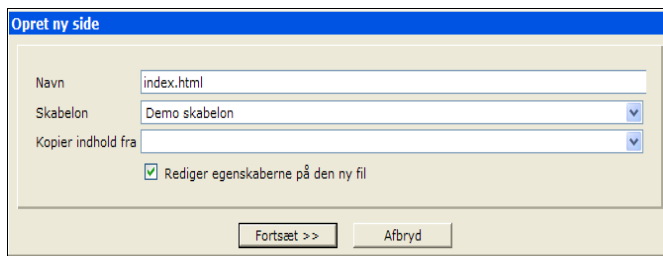 Opret ny side
Navn index.html
Skabelon Demo skabelon
Kopier indhold fra
Rediger egenskaberne på den ny fil
Fortsæt >> Afbryd